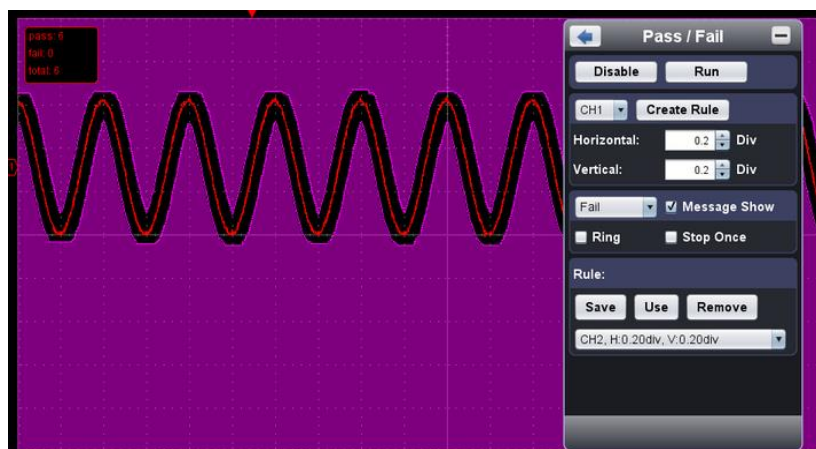 pass: 6
fail: 0
total: 6
Pass / Fail
Disable Run
CH1 Create Rule
Horizontal: 0.2 Div
Vertical: 0.2 Div
Fail Message Show
Ring Stop Once
Rule:
Save Use Remove
CH2, H:0.20div, V:0.20div